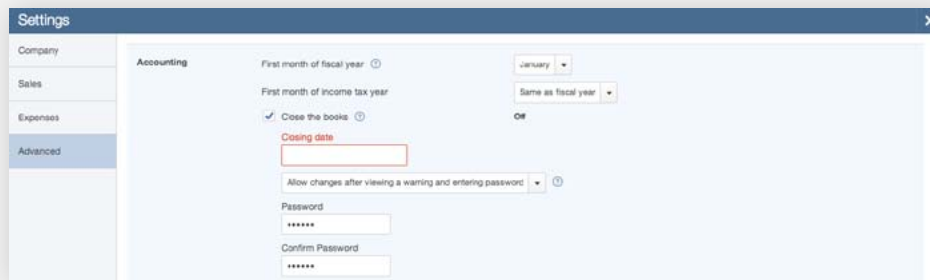 Settings
Company
Sales
Expenses
Advanced
Accounting
First month of fiscal year
January
First month of income tax year
Same as fiscal year
Close the books
Off
Closing date
Allow changes after viewing a warning and entering password
Password
••••••
Confirm Password
••••••